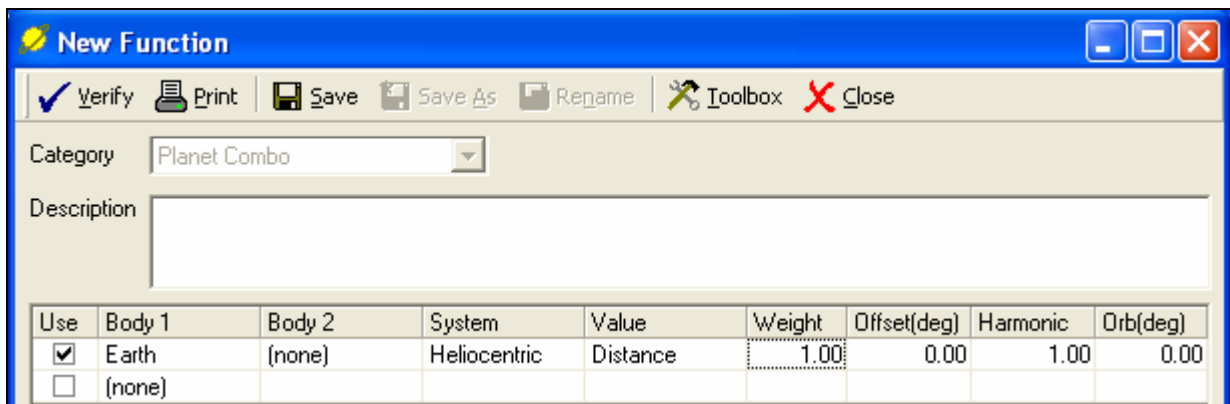 New Function
Verify Print Save Save As Rename Toolbox Close
Category Planet Combo
Description
Use Body 1 Body 2 System Value Weight Offset(deg) Harmonic Orb(deg)
Earth (none) Heliocentric Distance 1.00 0.00 1.00 0.00
(none)